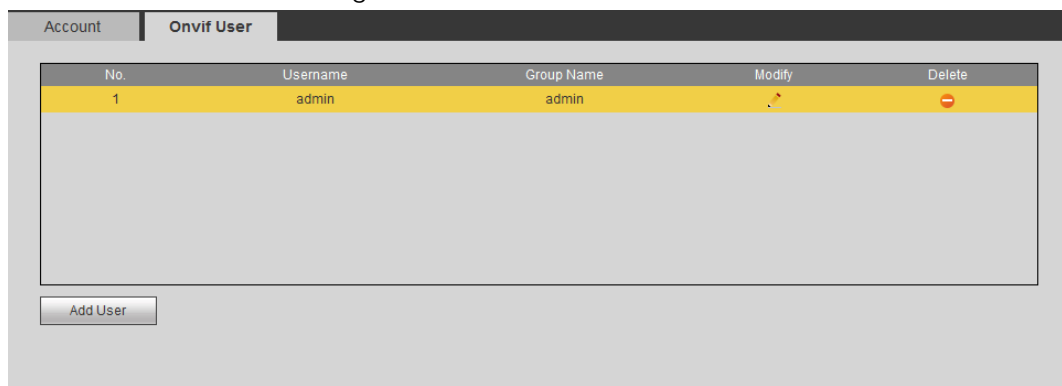 Account Onvif User
No. Username Group Name Modify Delete
1 admin admin
Add User